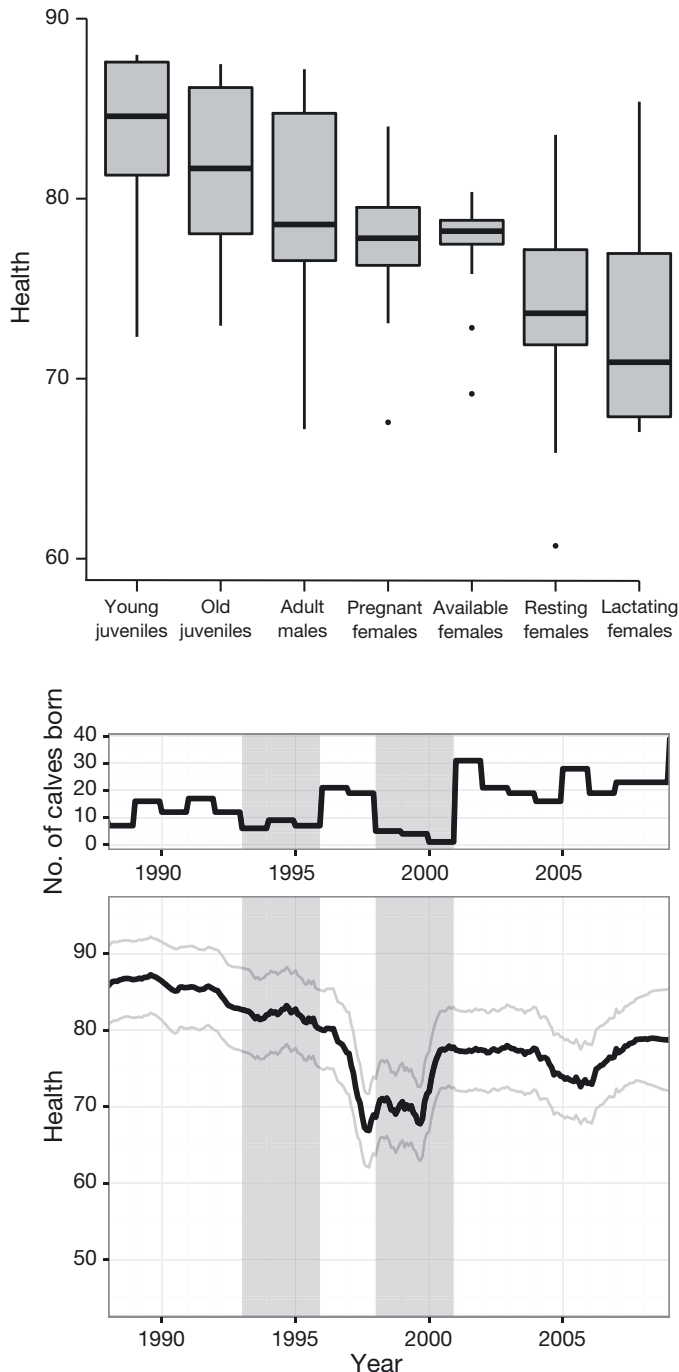 90
80
70
60
Health
Young
juveniles
Old
juveniles
Adult
males
Pregnant
females
Available
females
Resting
females
Lactating
females
No. of calves born
40
30
20
10
0
1990
1995
2000
2005
Health
90
80
70
60
50
1990
1995
2000
2005
Year